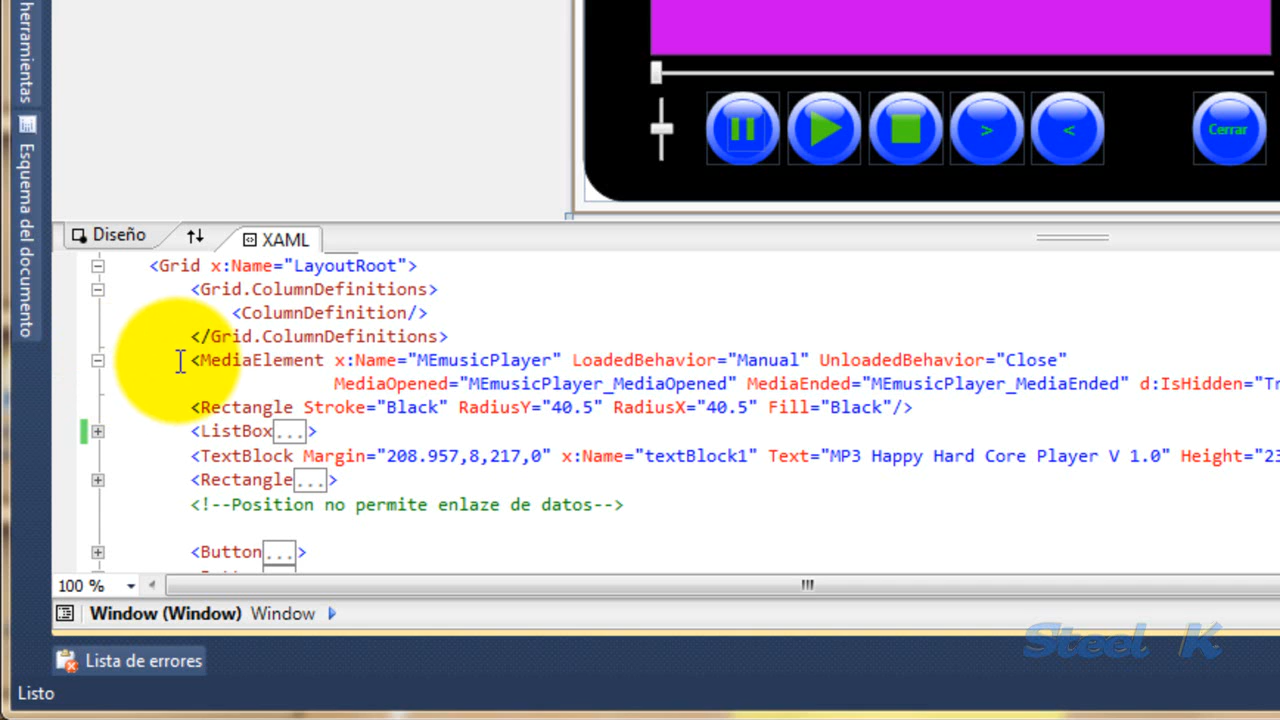 herramientas
Esquema del documento
> < Cerrar
Diseño XAML
<Grid x:Name="LayoutRoot">
<Grid.ColumnDefinitions>
<ColumnDefinition/>
</Grid.ColumnDefinitions>
<MediaElement x:Name="MEmusicPlayer" LoadedBehavior="Manual" UnloadedBehavior="Close"
MediaOpened="MEmusicPlayer_MediaOpened" MediaEnded="MEmusicPlayer_MediaEnded" d:IsHidden="Tr
<Rectangle Stroke="Black" RadiusY="40.5" RadiusX="40.5" Fill="Black"/>
<ListBox...>
<TextBlock Margin="208.957,8,217,0" x:Name="textBlock1" Text="MP3 Happy Hard Core Player V 1.0" Height="23
<Rectangle...>
<!--Position no permite enlaze de datos-->
<Button...>
100 %
Window (Window) Window
Steel K
Lista de errores
Listo